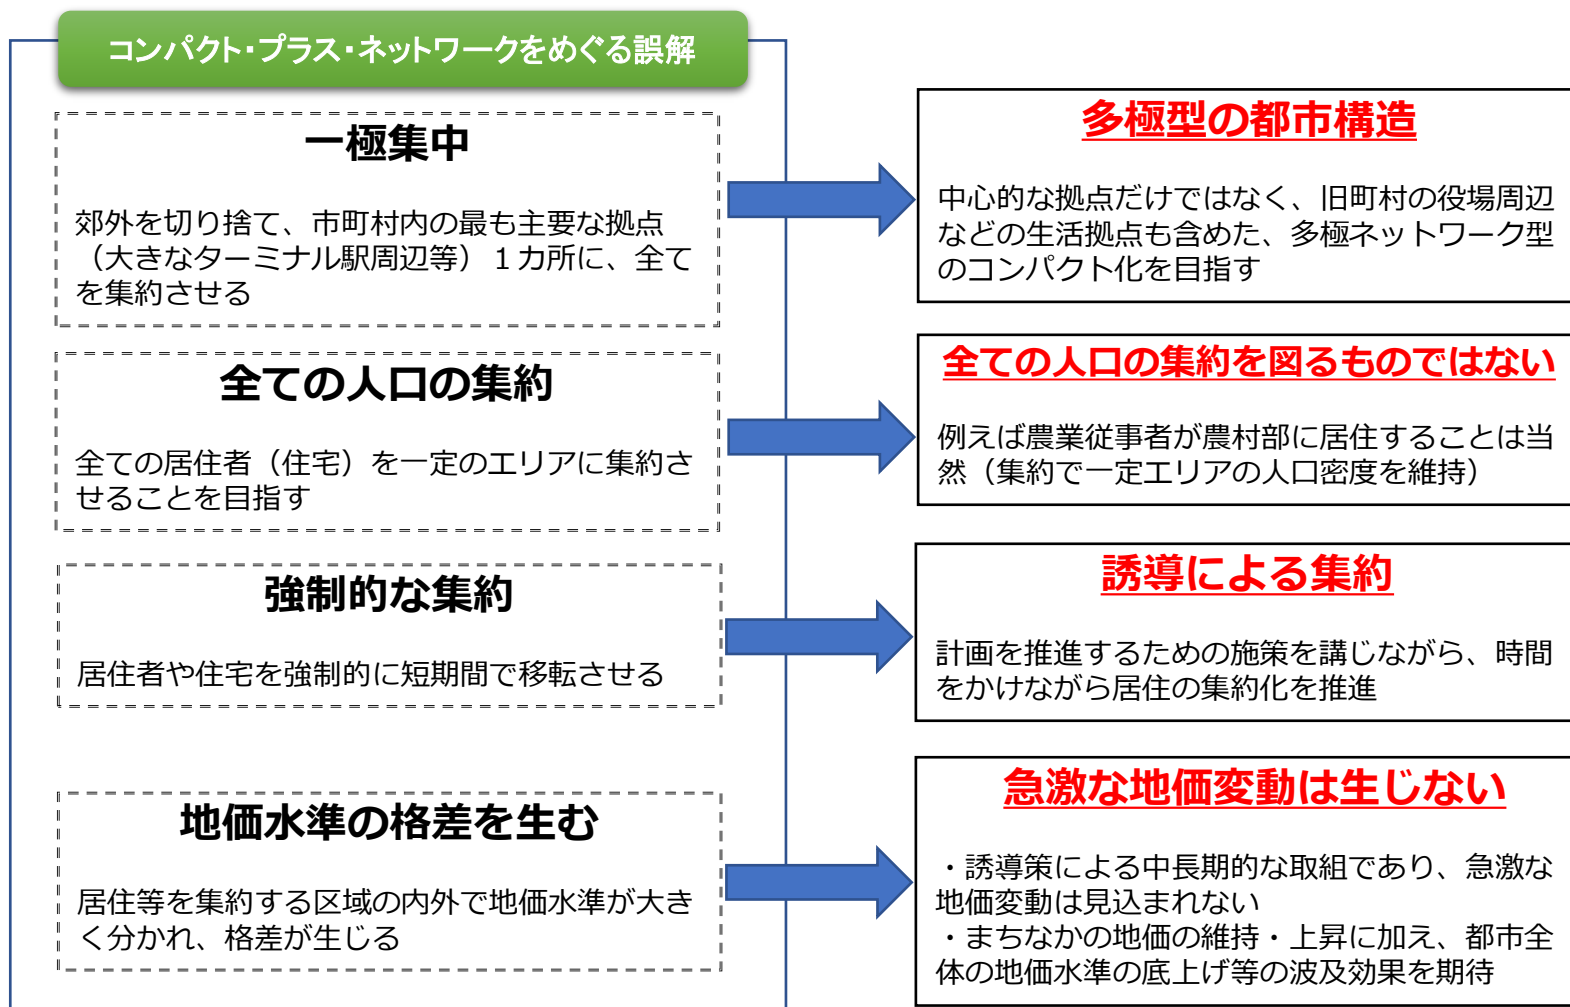 コンパクト・プラス・ネットワークをめぐる誤解
一極集中
郊外を切り捨て、市町村内の最も主要な拠点
（大きなターミナル駅周辺等）１カ所に、全て
を集約させる
多極型の都市構造
中心的な拠点だけではなく、旧町村の役場周辺
などの生活拠点も含めた、多極ネットワーク型
のコンパクト化を目指す
全ての人口の集約
全ての居住者（住宅）を一定のエリアに集約さ
せることを目指す
全ての人口の集約を図るものではない
例えば農業従事者が農村部に居住することは当
然（集約で一定エリアの人口密度を維持）
強制的な集約
居住者や住宅を強制的に短期間で移転させる
誘導による集約
計画を推進するための施策を講じながら、時間
をかけながら居住の集約化を推進
地価水準の格差を生む
居住等を集約する区域の内外で地価水準が大き
く分かれ、格差が生じる
急激な地価変動は生じない
・誘導策による中長期的な取組であり、急激な
地価変動は見込まれない
・まちなかの地価の維持・上昇に加え、都市全
体の地価水準の底上げ等の波及効果を期待